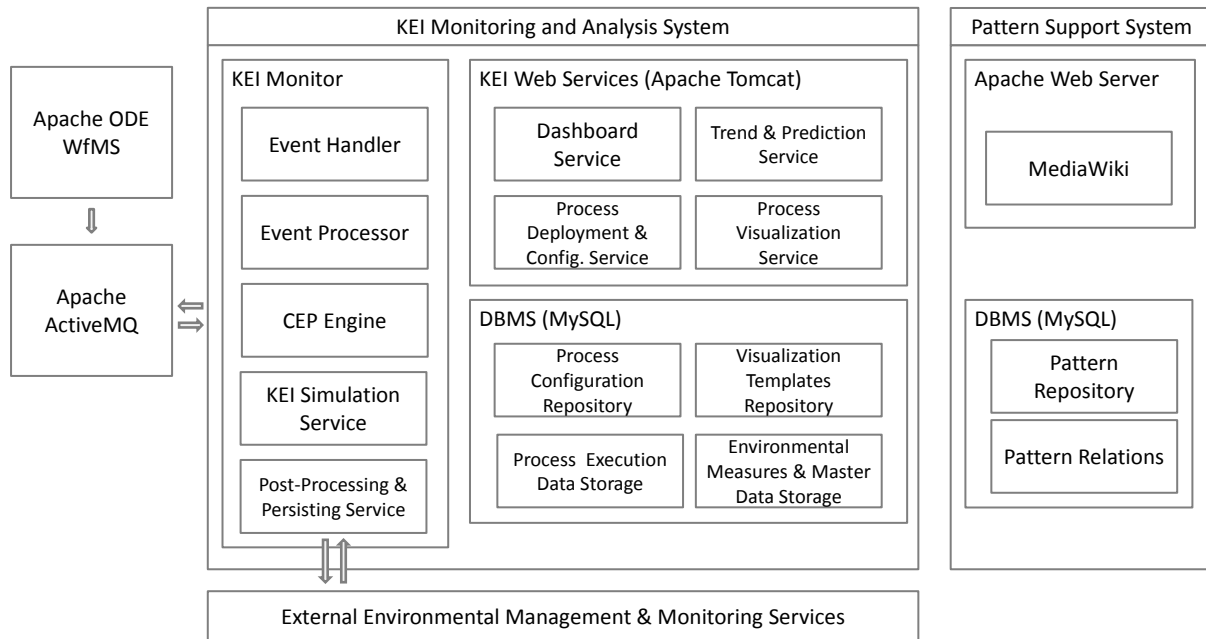 KEI Monitoring and Analysis System
Pattern Support System
Apache ODE
WfMS
Apache
ActiveMQ
KEI Monitor
Event Handler
Event Processor
CEP Engine
KEI Simulation
Service
Post-Processing &
Persisting Service
KEI Web Services (Apache Tomcat)
Dashboard
Service
Trend & Prediction
Service
Process
Deployment &
Config. Service
Process
Visualization
Service
DBMS (MySQL)
Process
Configuration
Repository
Visualization
Templates
Repository
Process Execution
Data Storage
Environmental
Measures & Master
Data Storage
Apache Web Server
MediaWiki
DBMS (MySQL)
Pattern
Repository
Pattern Relations
External Environmental Management & Monitoring Services